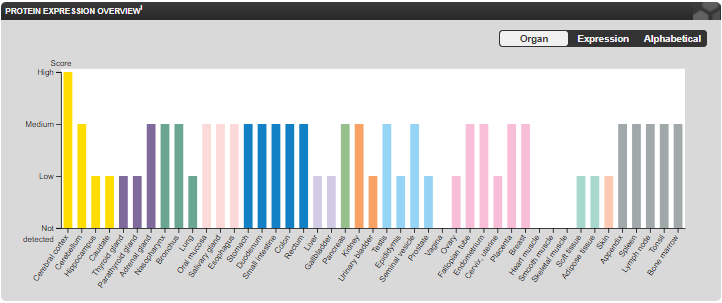 PROTEIN EXPRESSION OVERVIEWi
Organ Expression Alphabetical
Score
High
Medium
Low
Not
detected
Cerebral cortex
Cerebellum
Hippocampus
Caudate
Thyroid gland
Parathyroid gland
Adrenal gland
Nasopharynx
Bronchus
Lung
Oral mucosa
Salivary gland
Esophagus
Stomach
Duodenum
Small intestine
Colon
Rectum
Liver
Gallbladder
Pancreas
Kidney
Urinary bladder
Testis
Epididymis
Seminal vesicle
Prostate
Vagina
Ovary
Fallopian tube
Endometrium
Cervix, uterine
Placenta
Breast
Heart muscle
Smooth muscle
Skeletal muscle
Soft tissue
Adipose tissue
Skin
Appendix
Spleen
Lymph node
Tonsil
Bone marrow